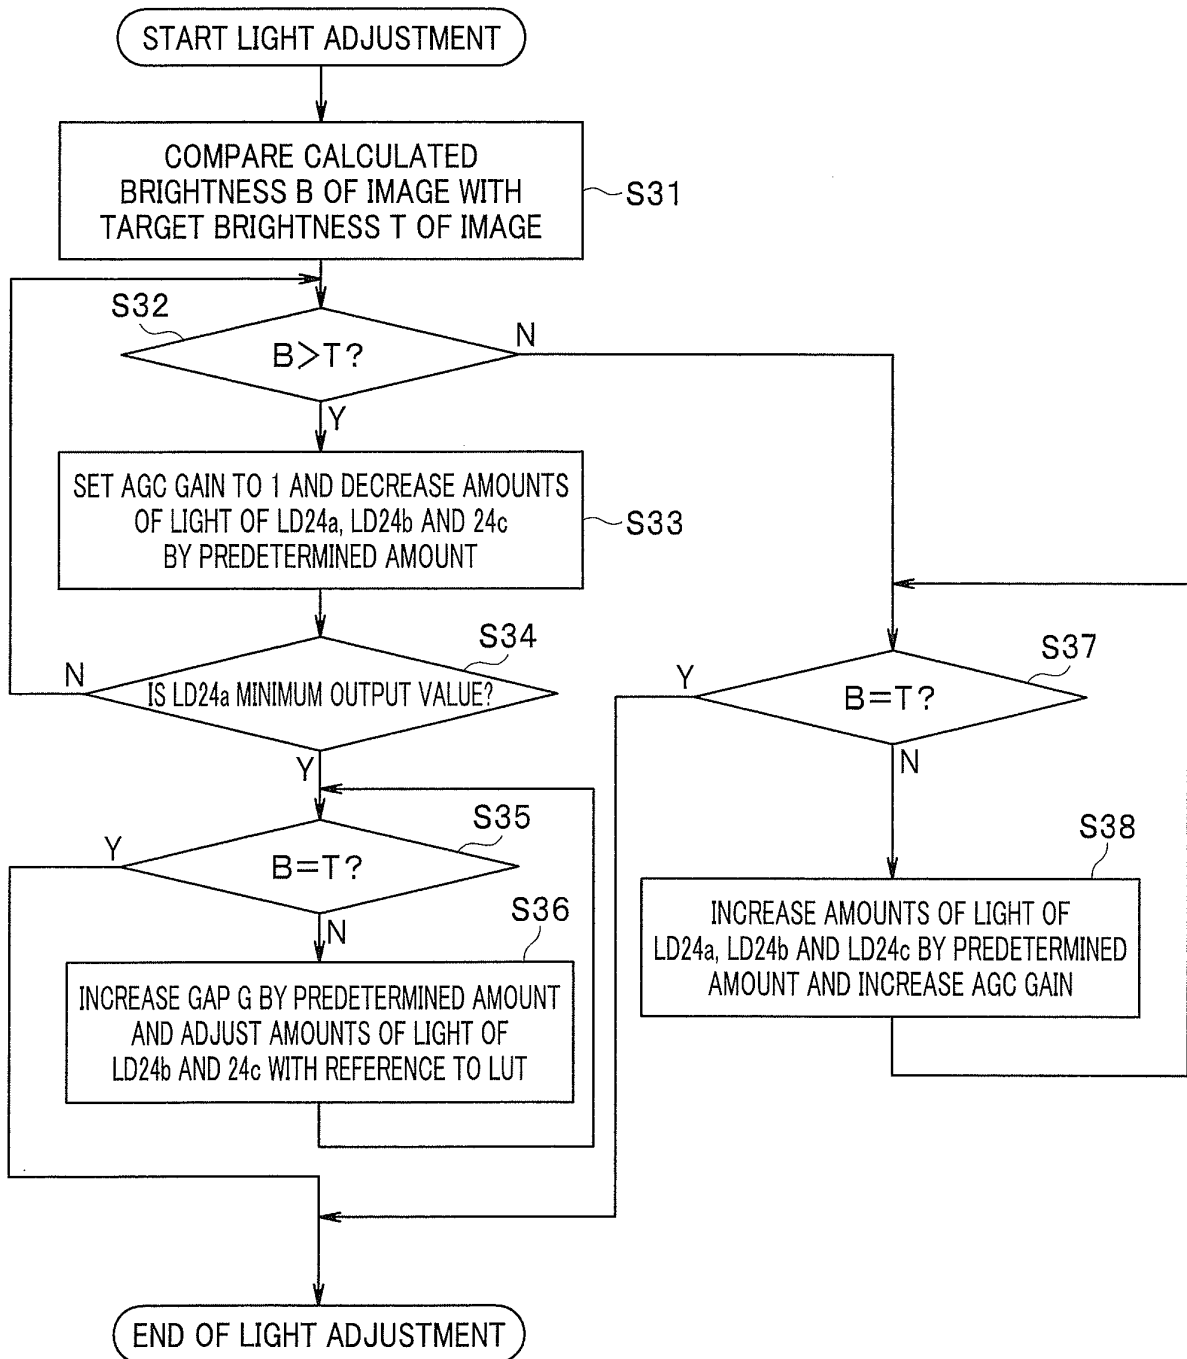 START LIGHT ADJUSTMENT
COMPARE CALCULATED
BRIGHTNESS B OF IMAGE WITH
TARGET BRIGHTNESS T OF IMAGE
S31
S32
B>T?
N
Y
SET AGC GAIN TO 1 AND DECREASE AMOUNTS
OF LIGHT OF LD24a, LD24b AND 24c
BY PREDETERMINED AMOUNT
S33
S34
N
IS LD24a MINIMUM OUTPUT VALUE?
Y
S37
Y
B=T?
N
S35
Y
B=T?
N
S36
INCREASE GAP G BY PREDETERMINED AMOUNT
AND ADJUST AMOUNTS OF LIGHT OF
LD24b AND 24c WITH REFERENCE TO LUT
S38
INCREASE AMOUNTS OF LIGHT OF
LD24a, LD24b AND LD24c BY PREDETERMINED
AMOUNT AND INCREASE AGC GAIN
END OF LIGHT ADJUSTMENT